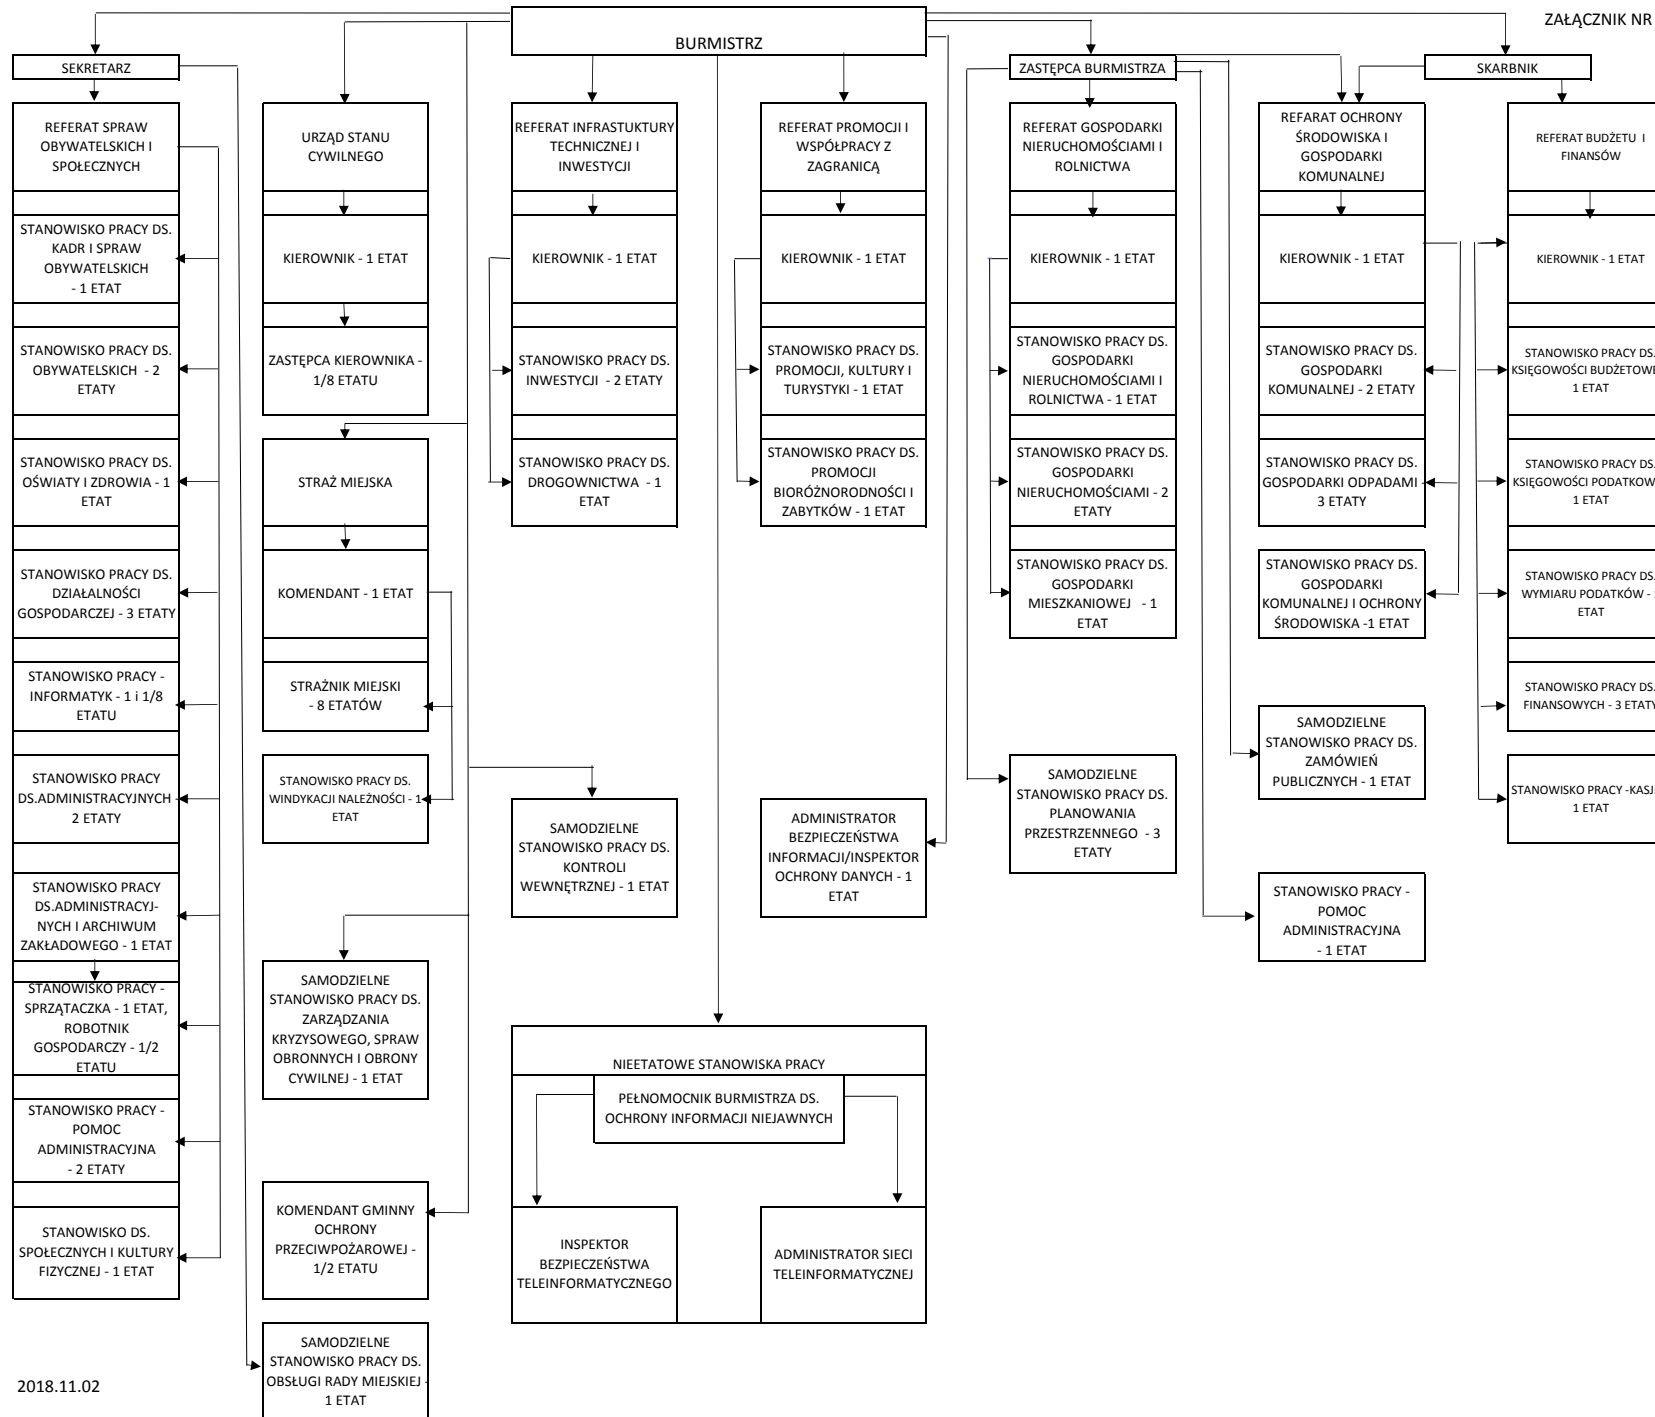 ZAŁĄCZNIK NR
BURMISTRZ
SEKRETARZ
ZASTĘPCA BURMISTRZA
SKARBNIK
REFERAT SPRAW
OBYWATELSKICH I
SPOŁECZNYCH
URZĄD STANU
CYWILNEGO
REFERAT INFRASTUKTURY
TECHNICZNEJ I
INWESTYCJI
REFERAT PROMOCJI I
WSPÓŁPRACY Z
ZAGRANICĄ
REFERAT GOSPODARKI
NIERUCHOMOŚCIAMI I
ROLNICTWA
REFARAT OCHRONY
ŚRODOWISKA I
GOSPODARKI
KOMUNALNEJ
REFERAT BUDŻETU I
FINANSÓW
STANOWISKO PRACY DS.
KADR I SPRAW
OBYWATELSKICH
- 1 ETAT
KIEROWNIK - 1 ETAT
KIEROWNIK - 1 ETAT
KIEROWNIK - 1 ETAT
KIEROWNIK - 1 ETAT
KIEROWNIK - 1 ETAT
KIEROWNIK - 1 ETAT
STANOWISKO PRACY DS.
OBYWATELSKICH - 2
ETATY
ZASTĘPCA KIEROWNIKA -
1/8 ETATU
STANOWISKO PRACY DS.
INWESTYCJI - 2 ETATY
STANOWISKO PRACY DS.
PROMOCJI, KULTURY I
TURYSTYKI - 1 ETAT
STANOWISKO PRACY DS.
GOSPODARKI
NIERUCHOMOŚCIAMI I
ROLNICTWA - 1 ETAT
STANOWISKO PRACY DS.
GOSPODARKI
KOMUNALNEJ - 2 ETATY
STANOWISKO PRACY DS.
KSIĘGOWOŚCI BUDŻETOWE
1 ETAT
STANOWISKO PRACY DS.
OŚWIATY I ZDROWIA - 1
ETAT
STRAŻ MIEJSKA
STANOWISKO PRACY DS.
DROGOWNICTWA - 1
ETAT
STANOWISKO PRACY DS.
PROMOCJI
BIORÓŻNORODNOŚCI I
ZABYTKÓW - 1 ETAT
STANOWISKO PRACY DS.
GOSPODARKI
NIERUCHOMOŚCIAMI - 2
ETATY
STANOWISKO PRACY DS.
GOSPODARKI ODPADAMI -
3 ETATY
STANOWISKO PRACY DS.
KSIĘGOWOŚCI PODATKOW
1 ETAT
STANOWISKO PRACY DS.
DZIAŁALNOŚCI
GOSPODARCZEJ - 3 ETATY
KOMENDANT - 1 ETAT
STANOWISKO PRACY DS.
GOSPODARKI
MIESZKANIOWEJ - 1
ETAT
STANOWISKO PRACY DS.
GOSPODARKI
KOMUNALNEJ I OCHRONY
ŚRODOWISKA -1 ETAT
STANOWISKO PRACY DS.
WYMIARU PODATKÓW -
ETAT
STANOWISKO PRACY -
INFORMATYK - 1 i 1/8
ETATU
STRAŻNIK MIEJSKI
- 8 ETATÓW
STANOWISKO PRACY DS.
FINANSOWYCH - 3 ETATY
STANOWISKO PRACY
DS.ADMINISTRACYJNYCH -
2 ETATY
STANOWISKO PRACY DS.
WINDYKACJI NALEŻNOŚCI - 1
ETAT
SAMODZIELNE
STANOWISKO PRACY DS.
KONTROLI
WEWNĘTRZNEJ - 1 ETAT
ADMINISTRATOR
BEZPIECZEŃSTWA
INFORMACJI/INSPEKTOR
OCHRONY DANYCH - 1
ETAT
SAMODZIELNE
STANOWISKO PRACY DS.
PLANOWANIA
PRZESTRZENNEGO - 3
ETATY
SAMODZIELNE
STANOWISKO PRACY DS.
ZAMÓWIEŃ
PUBLICZNYCH - 1 ETAT
STANOWISKO PRACY -KASJ
1 ETAT
STANOWISKO PRACY
DS.ADMINISTRACYJ-
NYCH I ARCHIWUM
ZAKŁADOWEGO - 1 ETAT
STANOWISKO PRACY -
POMOC
ADMINISTRACYJNA
- 1 ETAT
STANOWISKO PRACY -
SPRZĄTACZKA - 1 ETAT,
ROBOTNIK
GOSPODARCZY - 1/2
ETATU
SAMODZIELNE
STANOWISKO PRACY DS.
ZARZĄDZANIA
KRYZYSOWEGO, SPRAW
OBRONNYCH I OBRONY
CYWILNEJ - 1 ETAT
NIEETATOWE STANOWISKA PRACY
PEŁNOMOCNIK BURMISTRZA DS.
OCHRONY INFORMACJI NIEJAWNYCH
STANOWISKO PRACY -
POMOC
ADMINISTRACYJNA
- 2 ETATY
KOMENDANT GMINNY
OCHRONY
PRZECIWPOŻAROWEJ -
1/2 ETATU
STANOWISKO DS.
SPOŁECZNYCH I KULTURY
FIZYCZNEJ - 1 ETAT
INSPEKTOR
BEZPIECZEŃSTWA
TELEINFORMATYCZNEGO
ADMINISTRATOR SIECI
TELEINFORMATYCZNEJ
SAMODZIELNE
STANOWISKO PRACY DS.
OBSŁUGI RADY MIEJSKIEJ -
1 ETAT
2018.11.02